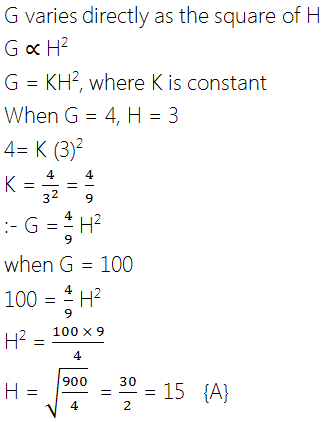 G varies directly as the square of H
G ∝ H²
G = KH², where K is constant
When G = 4, H = 3
4= K (3)²
K = 4/3² = 4/9
:- G = 4/9 H²
when G = 100
100 = 4/9 H²
H² = 100 × 9/4
H = √900/4 = 30/2 = 15 {A}